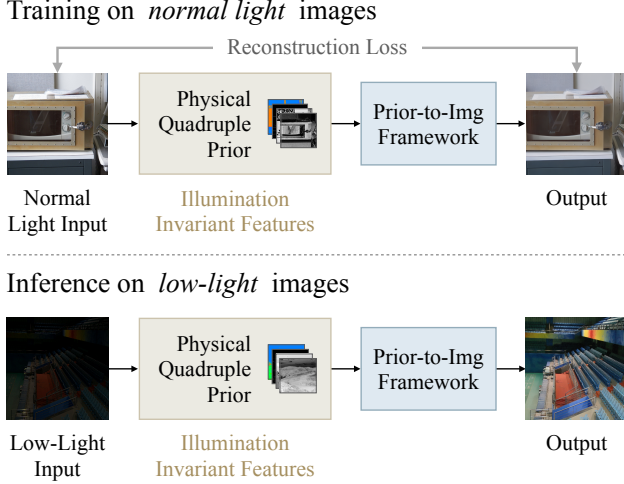 Training on normal light images
Reconstruction Loss
Physical
Quadruple
Prior
Prior-to-Img
Framework
Normal
Light Input
Illumination
Invariant Features
Output
Inference on low-light images
Physical
Quadruple
Prior
Prior-to-Img
Framework
Low-Light
Input
Illumination
Invariant Features
Output